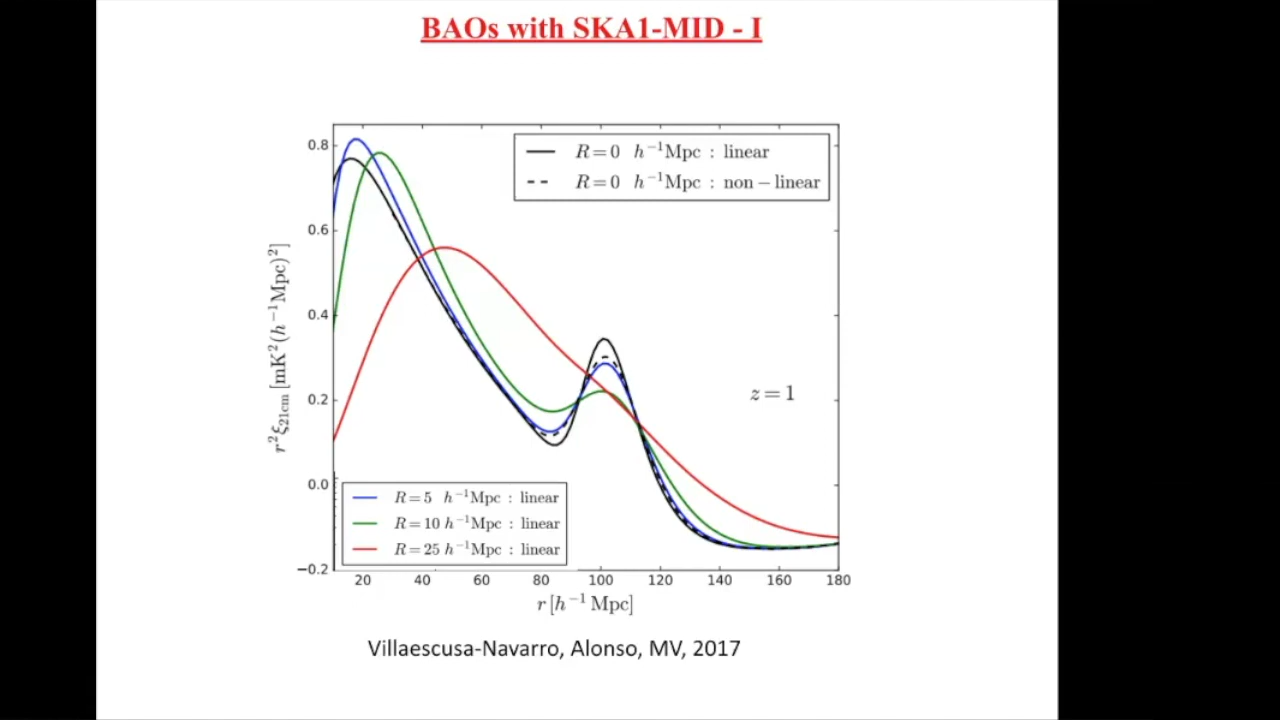 BAOs with SKA1-MID - I
0.8
0.6
0.4
0.2
0.0
−0.2
r²ξ₂₁cm [mK²(h⁻¹Mpc)²]
R=0 h⁻¹Mpc : linear
R=0 h⁻¹Mpc : non−linear
z=1
R=5 h⁻¹Mpc : linear
R=10 h⁻¹Mpc : linear
R=25 h⁻¹Mpc : linear
20 40 60 80 100 120 140 160 180
r [h⁻¹ Mpc]
Villaescusa-Navarro, Alonso, MV, 2017